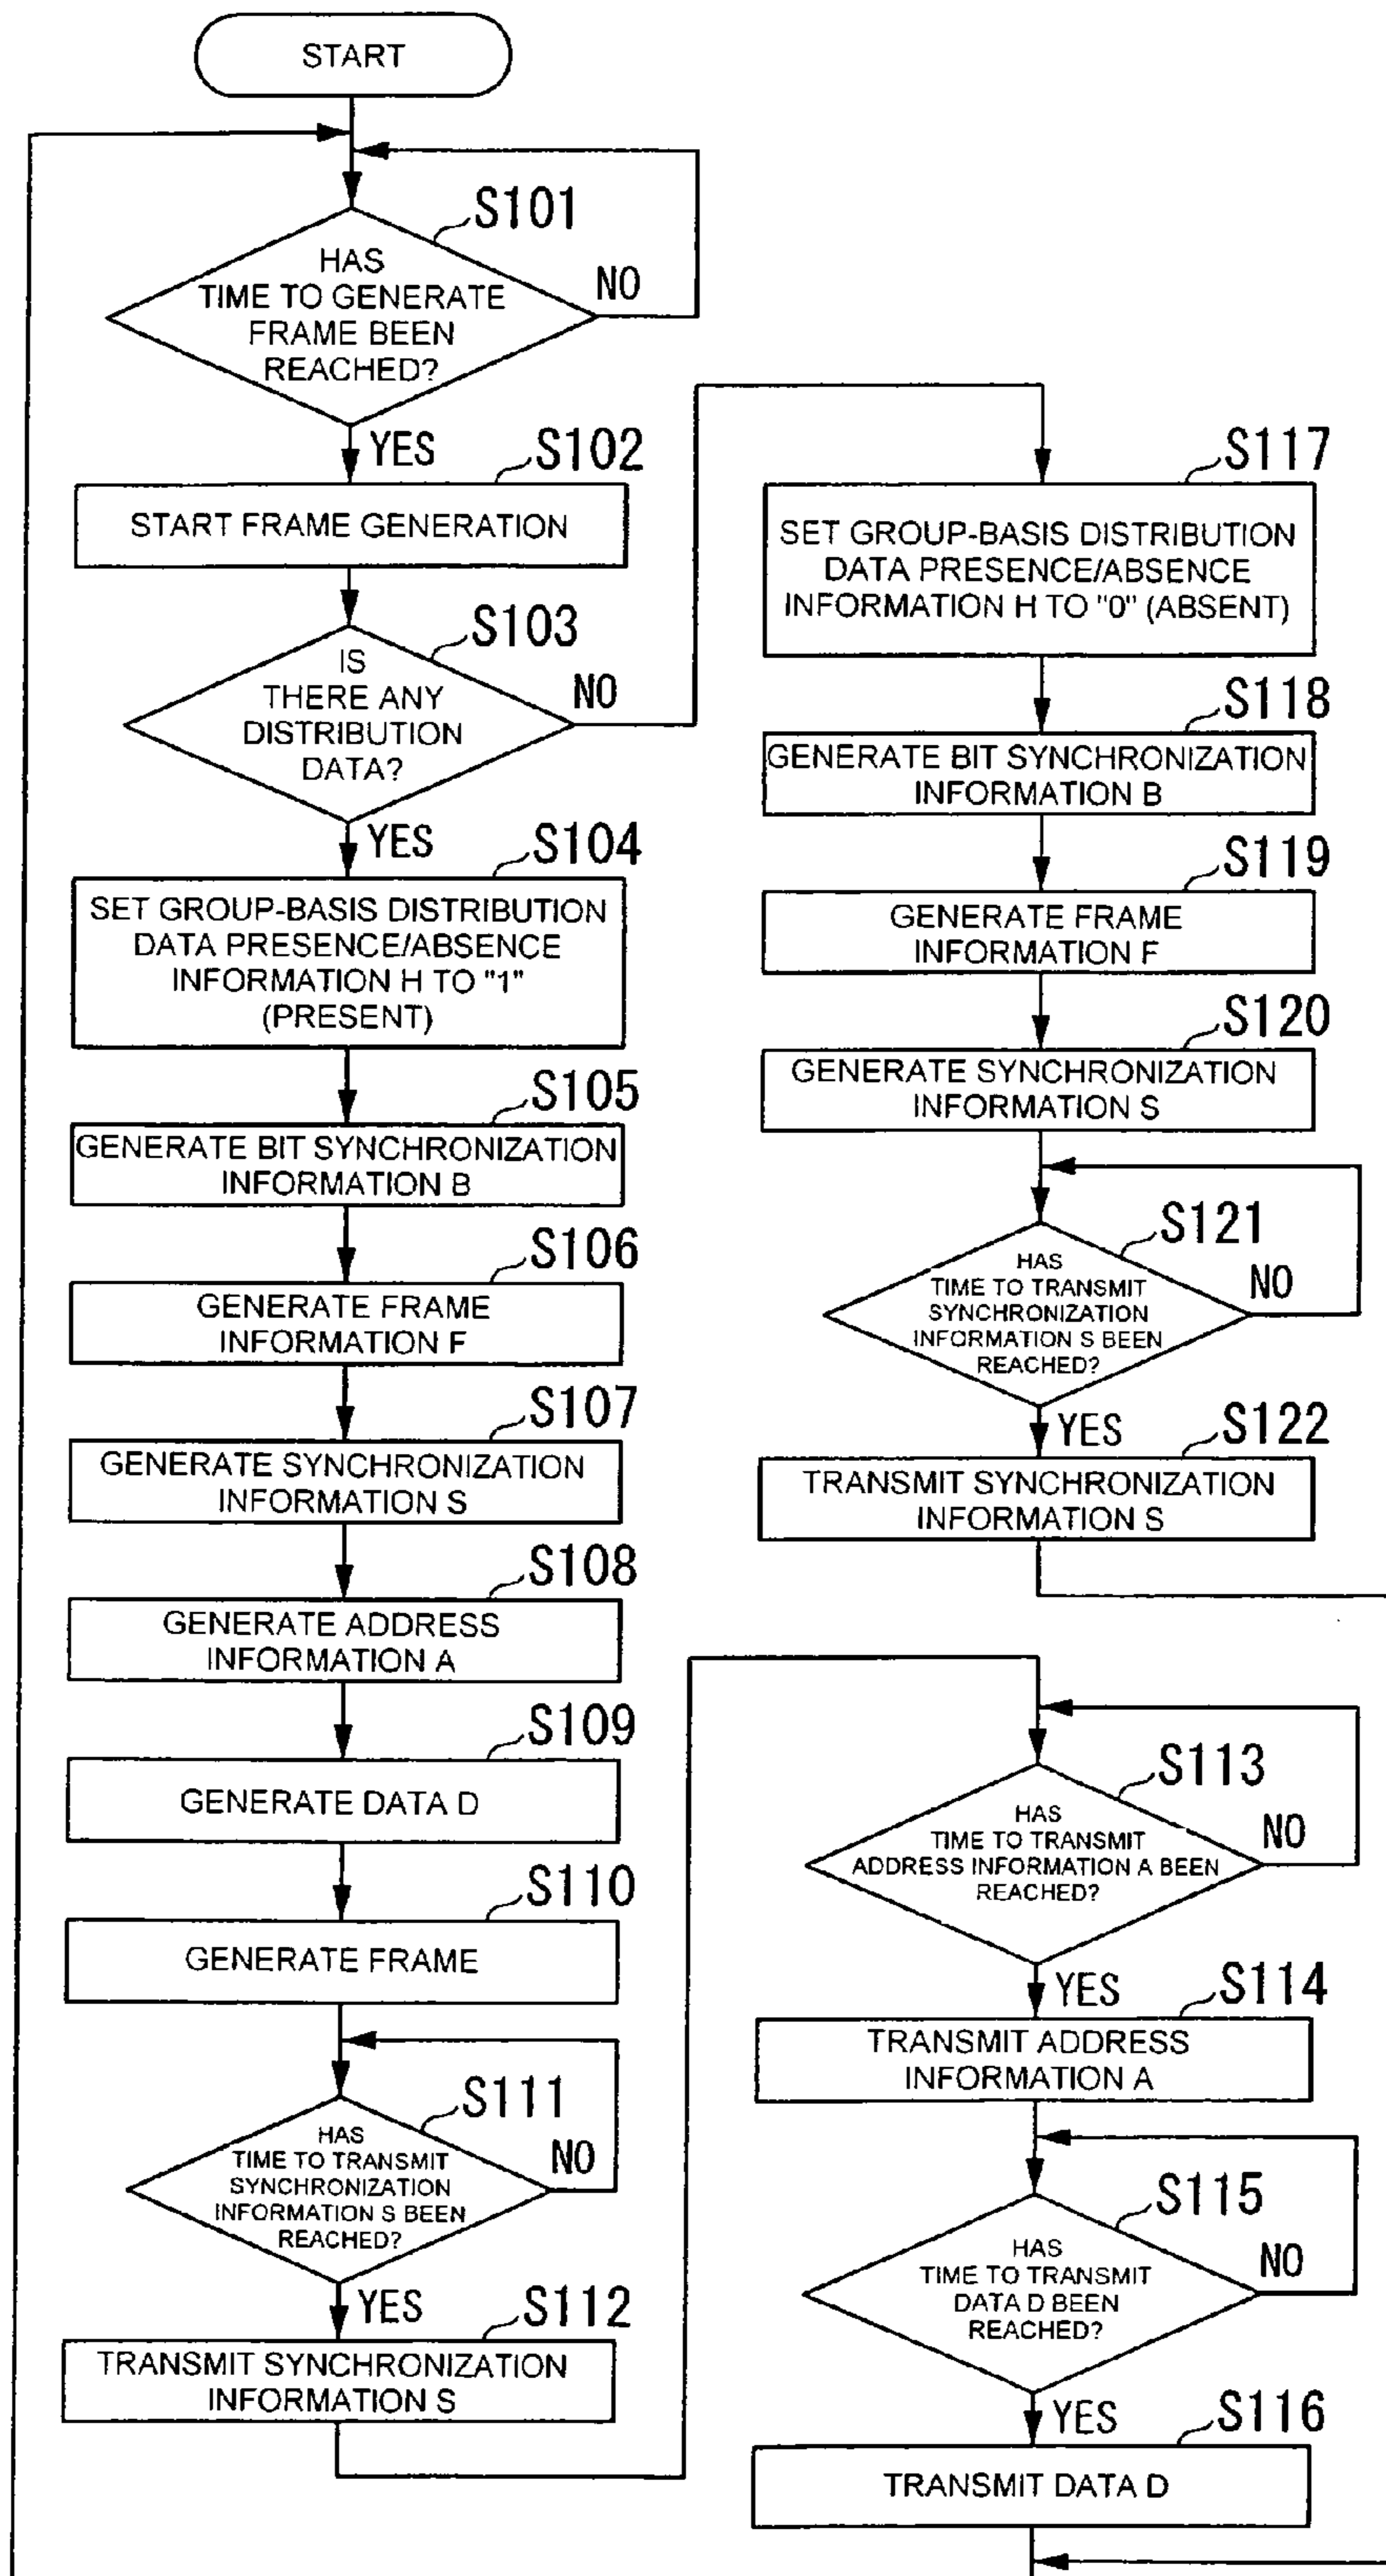 START
S101
HAS
TIME TO GENERATE
FRAME BEEN
REACHED?
NO
YES
S102
START FRAME GENERATION
S103
IS
THERE ANY
DISTRIBUTION
DATA?
NO
YES
S104
SET GROUP-BASIS DISTRIBUTION
DATA PRESENCE/ABSENCE
INFORMATION H TO "1"
(PRESENT)
S105
GENERATE BIT SYNCHRONIZATION
INFORMATION B
S106
GENERATE FRAME
INFORMATION F
S107
GENERATE SYNCHRONIZATION
INFORMATION S
S108
GENERATE ADDRESS
INFORMATION A
S109
GENERATE DATA D
S110
GENERATE FRAME
S111
HAS
TIME TO TRANSMIT
SYNCHRONIZATION
INFORMATION S BEEN
REACHED?
NO
YES
S112
TRANSMIT SYNCHRONIZATION
INFORMATION S
S117
SET GROUP-BASIS DISTRIBUTION
DATA PRESENCE/ABSENCE
INFORMATION H TO "0" (ABSENT)
S118
GENERATE BIT SYNCHRONIZATION
INFORMATION B
S119
GENERATE FRAME
INFORMATION F
S120
GENERATE SYNCHRONIZATION
INFORMATION S
S121
HAS
TIME TO TRANSMIT
SYNCHRONIZATION
INFORMATION S BEEN
REACHED?
NO
YES
S122
TRANSMIT SYNCHRONIZATION
INFORMATION S
S113
HAS
TIME TO TRANSMIT
ADDRESS INFORMATION A BEEN
REACHED?
NO
YES
S114
TRANSMIT ADDRESS
INFORMATION A
S115
HAS
TIME TO TRANSMIT
DATA D BEEN
REACHED?
NO
YES
S116
TRANSMIT DATA D